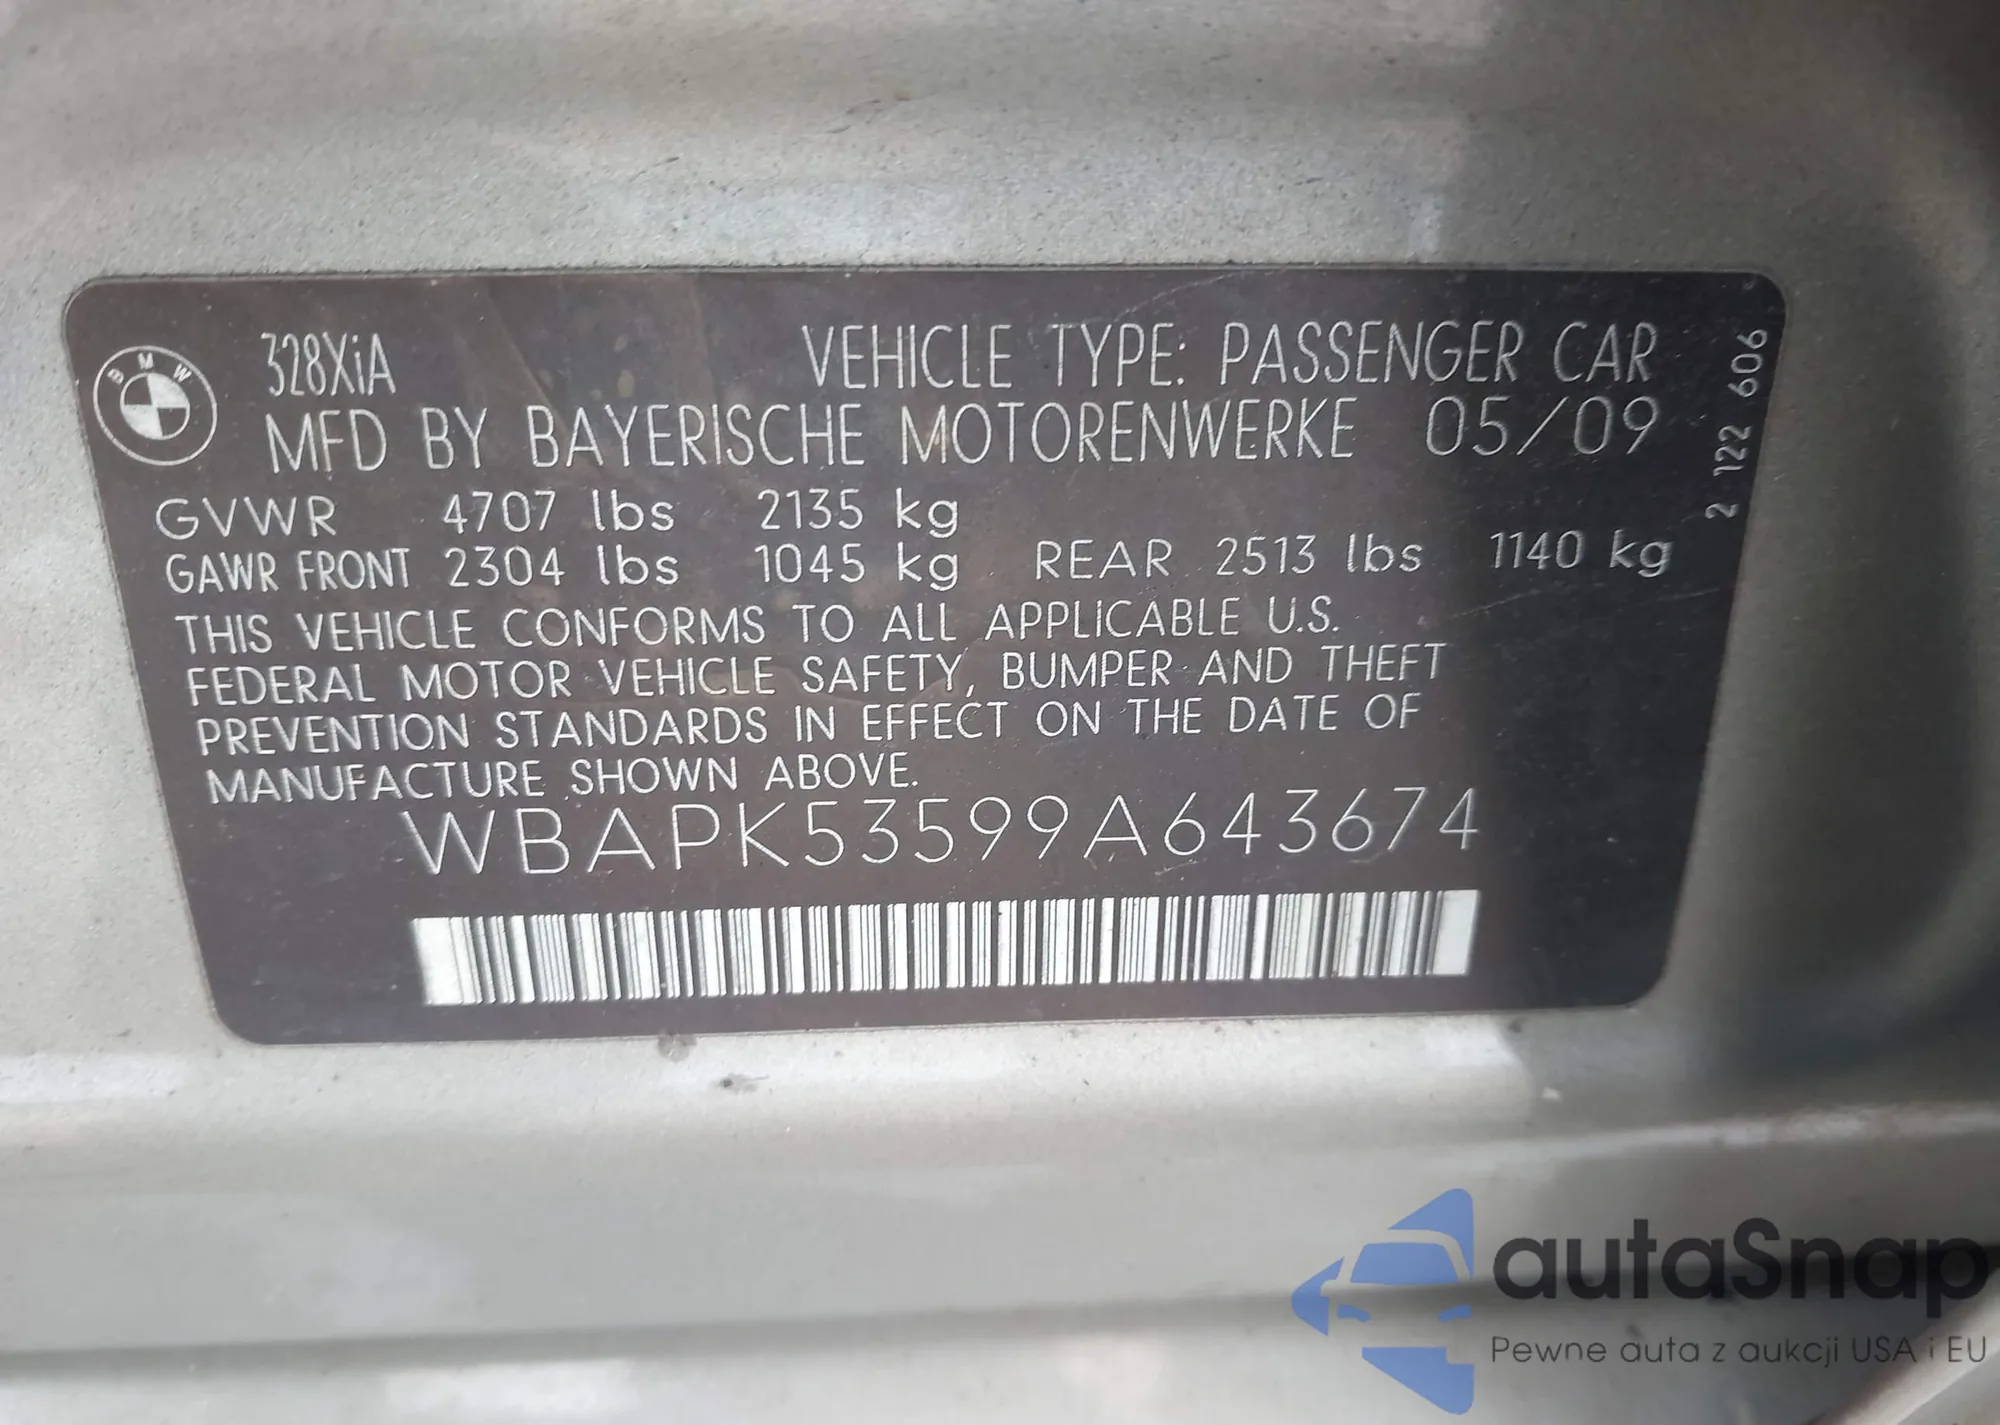 BMW
328XiA VEHICLE TYPE: PASSENGER CAR
MFD BY BAYERISCHE MOTORENWERKE 05/09
GVWR 4707 lbs 2135 kg
GAWR FRONT 2304 lbs 1045 kg REAR 2513 lbs 1140 kg
THIS VEHICLE CONFORMS TO ALL APPLICABLE U.S.
FEDERAL MOTOR VEHICLE SAFETY, BUMPER AND THEFT
PREVENTION STANDARDS IN EFFECT ON THE DATE OF
MANUFACTURE SHOWN ABOVE.
WBAPK53599A643674
2 122 606
autaSnap
Pewne auta z aukcji USA i EU